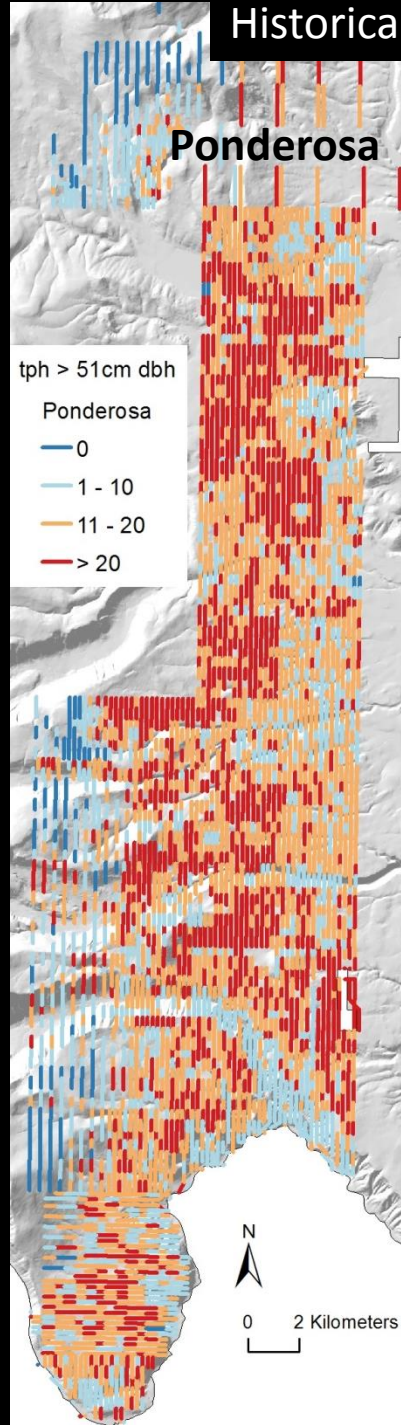 Historica
Ponderosa
tph > 51cm dbh
Ponderosa
0
1 - 10
11 - 20
> 20
N
0 2 Kilometers